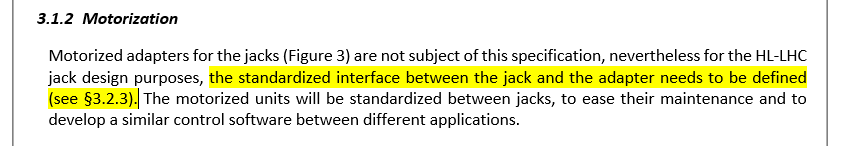 3.1.2 Motorization
Motorized adapters for the jacks (Figure 3) are not subject of this specification, nevertheless for the HL-LHC
jack design purposes, the standardized interface between the jack and the adapter needs to be defined
(see §3.2.3). The motorized units will be standardized between jacks, to ease their maintenance and to
develop a similar control software between different applications.